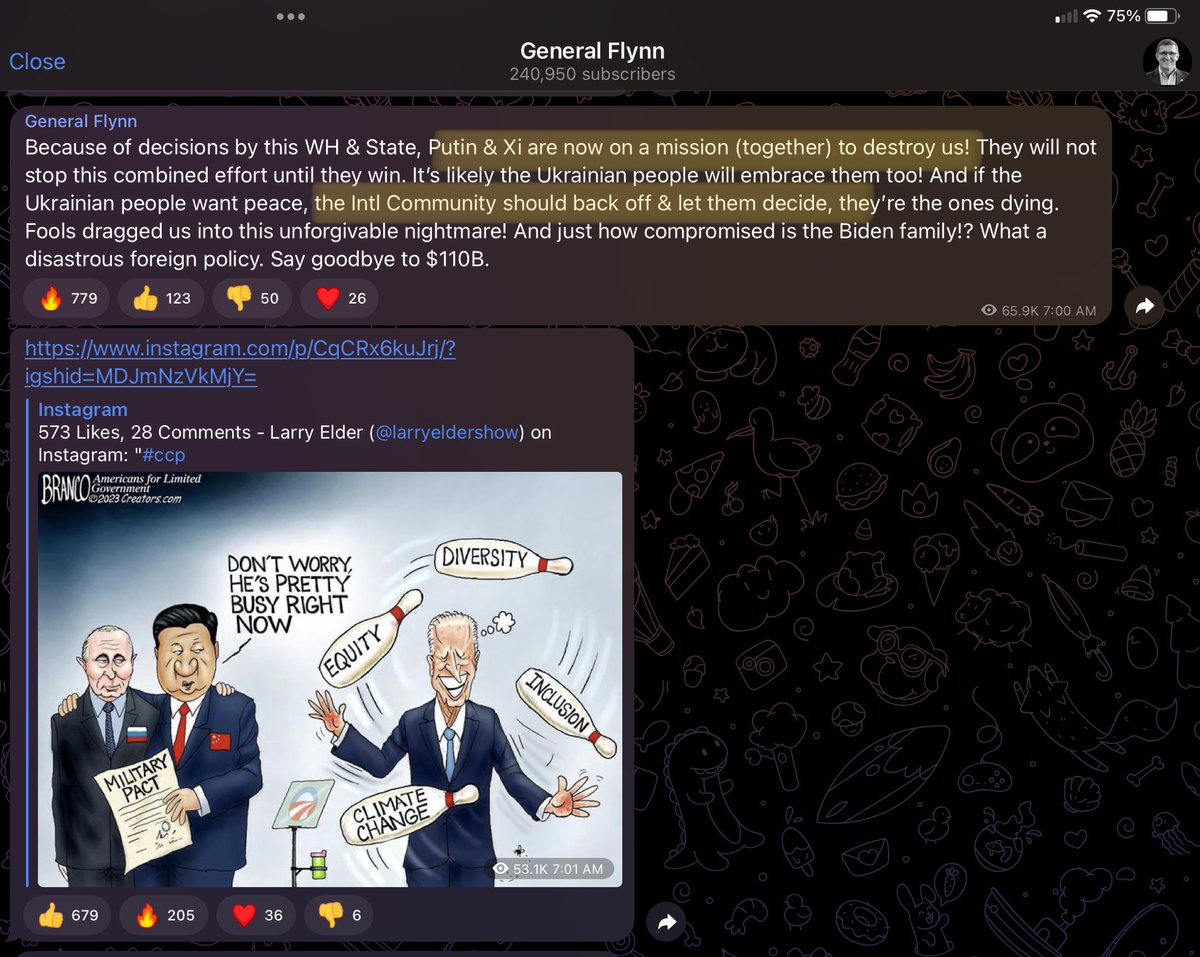 75%
Close
General Flynn
240,950 subscribers
General Flynn
Because of decisions by this WH & State, Putin & Xi are now on a mission (together) to destroy us! They will not
stop this combined effort until they win. It’s likely the Ukrainian people will embrace them too! And if the
Ukrainian people want peace, the Intl Community should back off & let them decide, they’re the ones dying.
Fools dragged us into this unforgivable nightmare! And just how compromised is the Biden family!? What a
disastrous foreign policy. Say goodbye to $110B.
779 123 50 26
65.9K 7:00 AM
https://www.instagram.com/p/CqCRx6kuJrj/?
igshid=MDJmNzVkMjY=
Instagram
573 Likes, 28 Comments - Larry Elder (@larryeldershow) on
Instagram: "#ccp
BRANCO Americans for Limited
Government
©2023 Creators.com
DON'T WORRY,
HE'S PRETTY
BUSY RIGHT
NOW
DIVERSITY
EQUITY
INCLUSION
MILITARY
PACT
CLIMATE
CHANGE
53.1K 7:01 AM
679 205 36 6